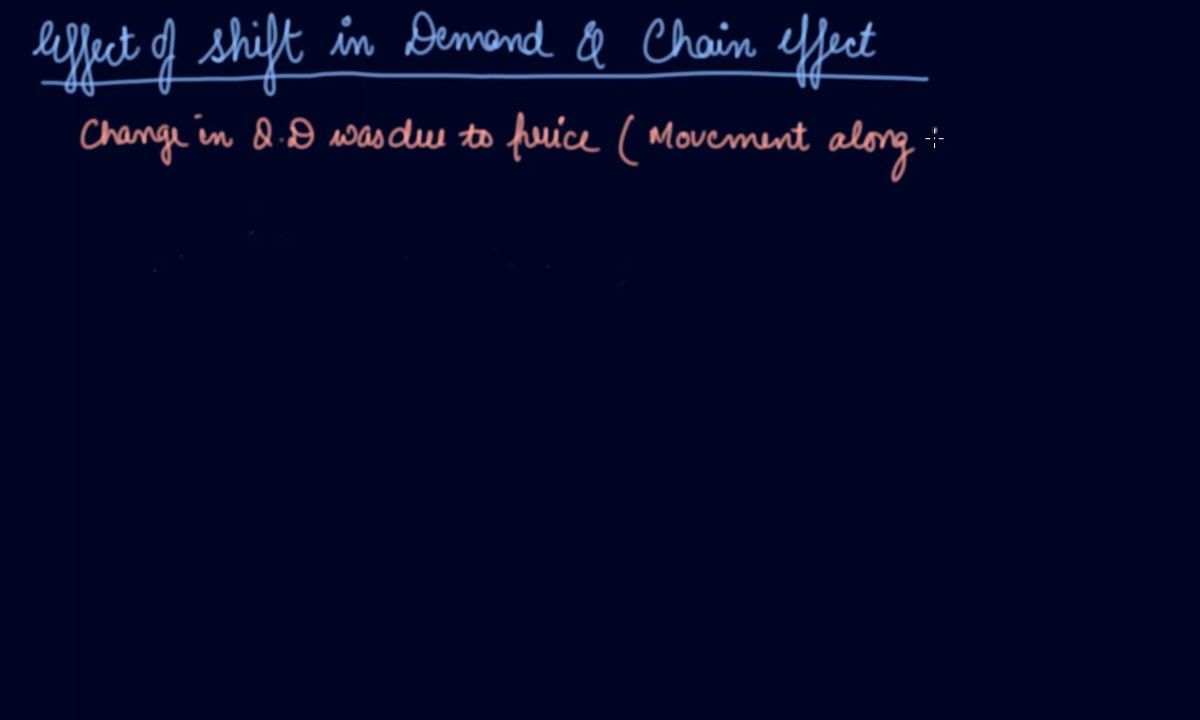 Effect of shift in Demand & Chain effect
Change in Q.D was due to price ( Movement along